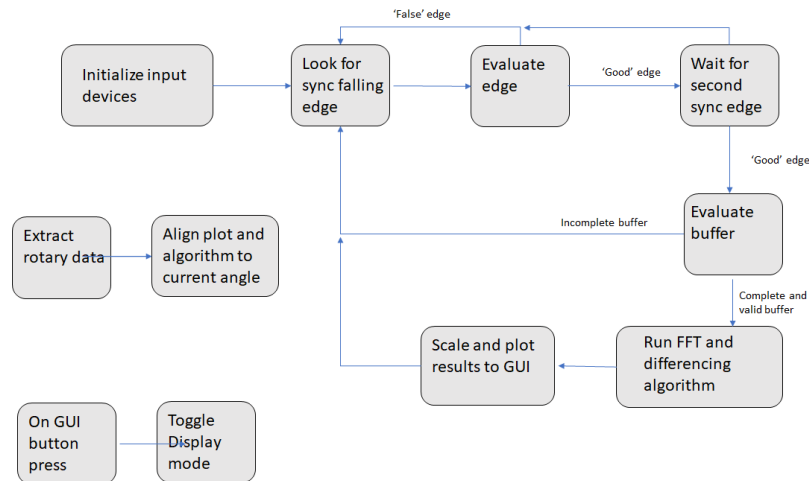 ‘False’ edge
Initialize input
devices
Look for
sync falling
edge
Evaluate
edge
‘Good’ edge
Wait for
second
sync edge
‘Good’ edge
Extract
rotary data
Align plot and
algorithm to
current angle
Incomplete buffer
Evaluate
buffer
Complete and
valid buffer
Scale and plot
results to GUI
Run FFT and
differencing
algorithm
On GUI
button
press
Toggle
Display
mode